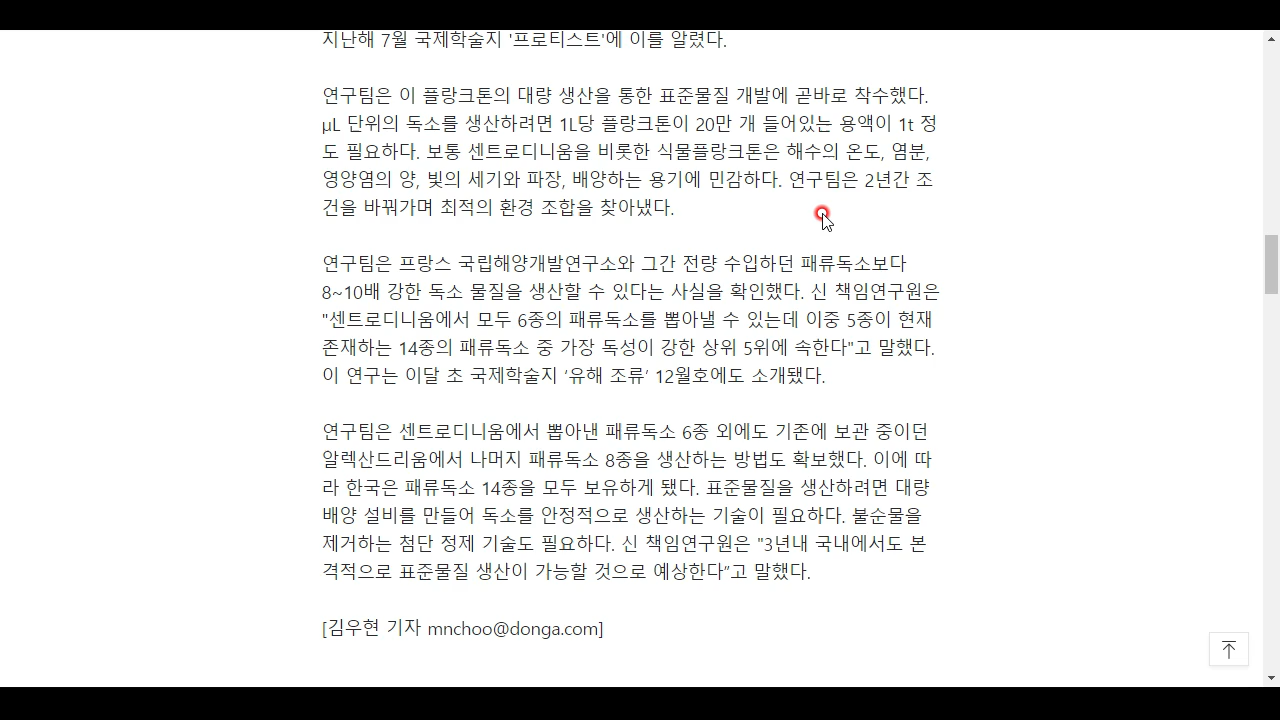 지난해 7월 국제학술지 '프로티스트'에 이를 알렸다.
연구팀은 이 플랑크톤의 대량 생산을 통한 표준물질 개발에 곧바로 착수했다.
μL 단위의 독소를 생산하려면 1L당 플랑크톤이 20만 개 들어있는 용액이 1t 정
도 필요하다. 보통 센트로디니움을 비롯한 식물플랑크톤은 해수의 온도, 염분,
영양염의 양, 빛의 세기와 파장, 배양하는 용기에 민감하다. 연구팀은 2년간 조
건을 바꿔가며 최적의 환경 조합을 찾아냈다.
연구팀은 프랑스 국립해양개발연구소와 그간 전량 수입하던 패류독소보다
8~10배 강한 독소 물질을 생산할 수 있다는 사실을 확인했다. 신 책임연구원은
"센트로디니움에서 모두 6종의 패류독소를 뽑아낼 수 있는데 이중 5종이 현재
존재하는 14종의 패류독소 중 가장 독성이 강한 상위 5위에 속한다"고 말했다.
이 연구는 이달 초 국제학술지 ‘유해 조류’ 12월호에도 소개됐다.
연구팀은 센트로디니움에서 뽑아낸 패류독소 6종 외에도 기존에 보관 중이던
알렉산드리움에서 나머지 패류독소 8종을 생산하는 방법도 확보했다. 이에 따
라 한국은 패류독소 14종을 모두 보유하게 됐다. 표준물질을 생산하려면 대량
배양 설비를 만들어 독소를 안정적으로 생산하는 기술이 필요하다. 불순물을
제거하는 첨단 정제 기술도 필요하다. 신 책임연구원은 "3년내 국내에서도 본
격적으로 표준물질 생산이 가능할 것으로 예상한다”고 말했다.
[김우현 기자 mnchoo@donga.com]